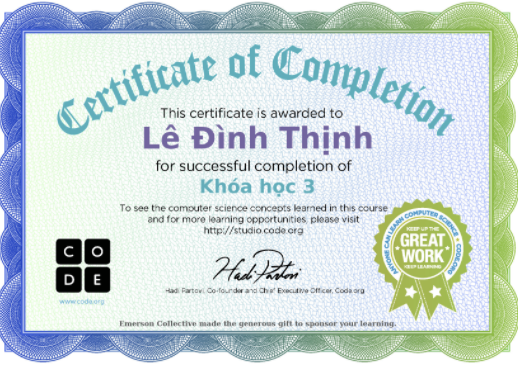 Certificate of Completion
This certificate is awarded to
Lê Đình Thịnh
for successful completion of
Khóa học 3
To see the computer science concepts learned in this course
and for more learning opportunities, please visit
http://studio.code.org
C O
D E
www.code.org
Hadi Partovi
Hadi Partovi, Co-founder and Chief Executive Officer, Code.org
ANYONE CAN LEARN COMPUTER SCIENCE · CODE.ORG
KEEP UP THE
GREAT
WORK
KEEP LEARNING
Emerson Collective made the generous gift to sponsor your learning.